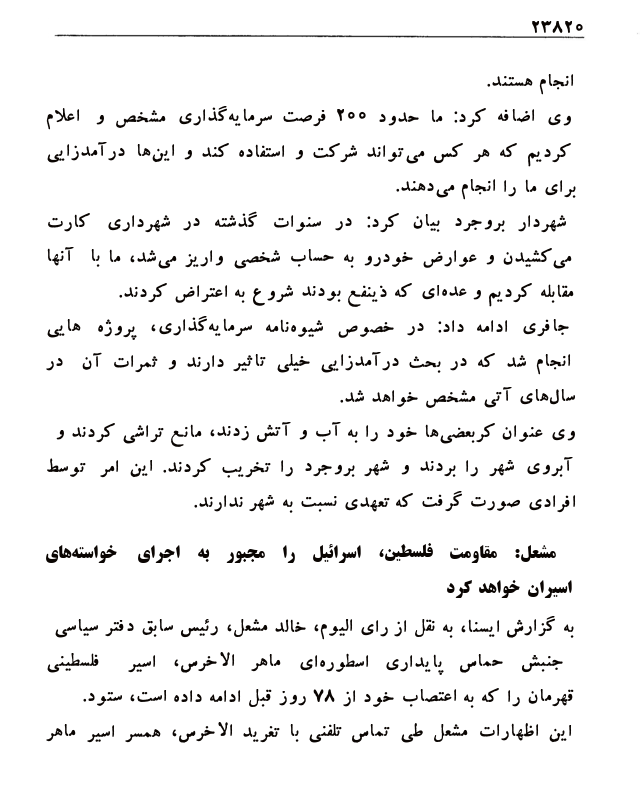 ۲۳۸۲۰
انجام هستند.
وی اضافه کرد: ما حدود ۲۰۰ فرصت سرمایه‌گذاری مشخص و اعلام
کردیم که هر کس می‌تواند شرکت و استفاده کند و این‌ها درآمدزایی
برای ما را انجام می‌دهند.
شهردار بروجرد بیان کرد: در سنوات گذشته در شهرداری کارت
می‌کشیدن و عوارض خودرو به حساب شخصی واریز می‌شد، ما با آنها
مقابله کردیم و عده‌ای که ذینفع بودند شروع به اعتراض کردند.
جافری ادامه داد: در خصوص شیوه‌نامه سرمایه‌گذاری، پروژه هایی
انجام شد که در بحث درآمدزایی خیلی تاثیر دارند و ثمرات آن در
سال‌های آتی مشخص خواهد شد.
وی عنوان کربعضی‌ها خود را به آب و آتش زدند، مانع تراشی کردند و
آبروی شهر را بردند و شهر بروجرد را تخریب کردند. این امر توسط
افرادی صورت گرفت که تعهدی نسبت به شهر ندارند.
مشعل: مقاومت فلسطین، اسرائیل را مجبور به اجرای خواسته‌های
اسیران خواهد کرد
به گزارش ایسنا، به نقل از رای الیوم، خالد مشعل، رئیس سابق دفتر سیاسی
جنبش حماس پایداری اسطوره‌ای ماهر الاخرس، اسیر فلسطینی
قهرمان را که به اعتصاب خود از ۷۸ روز قبل ادامه داده است، ستود.
این اظهارات مشعل طی تماس تلفنی با تغرید الاخرس، همسر اسیر ماهر